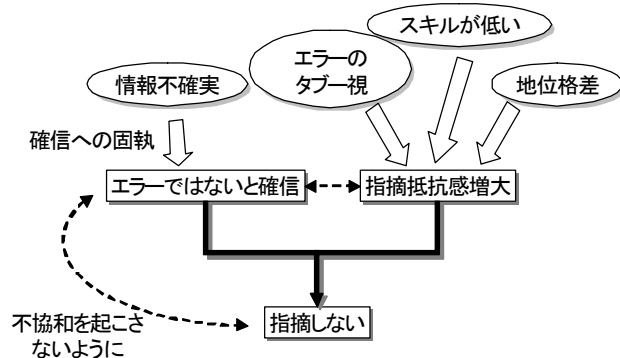 スキルが低い
エラーの
タブー視
情報不確実
地位格差
確信への固執
エラーではないと確信
指摘抵抗感増大
不協和を起こさ
ないように
指摘しない